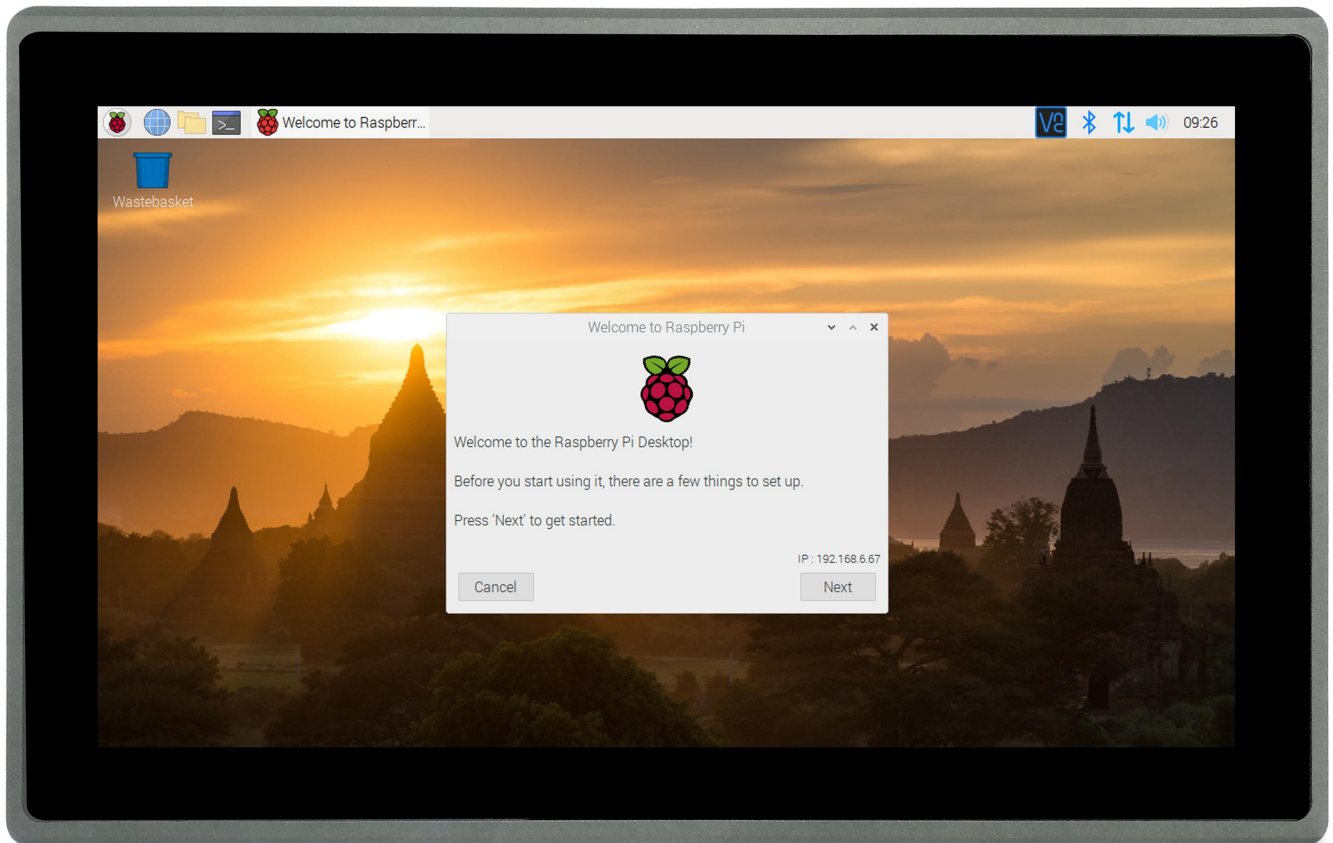 Welcome to Raspberr...
V2
09:26
Wastebasket
Welcome to Raspberry Pi
Welcome to the Raspberry Pi Desktop!
Before you start using it, there are a few things to set up.
Press 'Next' to get started.
IP : 192.168.6.67
Cancel
Next